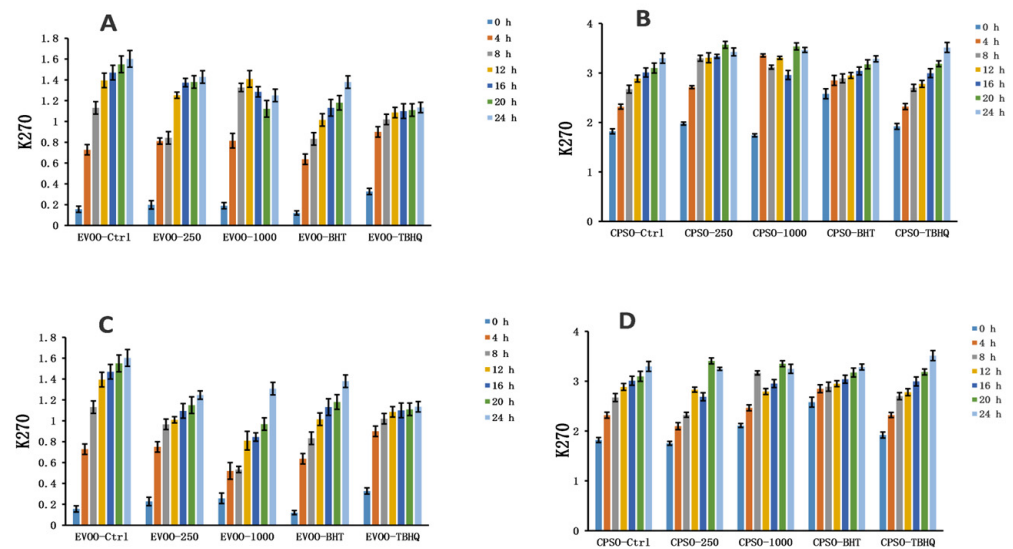 A
K270
1.8
1.6
1.4
1.2
1
0.8
0.6
0.4
0.2
0
EVOO-Ctrl EVOO-250 EVOO-1000 EVOO-BHT EVOO-TBHQ
0 h
4 h
8 h
12 h
16 h
20 h
24 h
B
K270
4
3
2
1
0
CPSO-Ctrl CPSO-250 CPSO-1000 CPSO-BHT CPSO-TBHQ
0 h
4 h
8 h
12 h
16 h
20 h
24 h
C
K270
1.8
1.6
1.4
1.2
1
0.8
0.6
0.4
0.2
0
EVOO-Ctrl EVOO-250 EVOO-1000 EVOO-BHT EVOO-TBHQ
0 h
4 h
8 h
12 h
16 h
20 h
24 h
D
K270
4
3
2
1
0
CPSO-Ctrl CPSO-250 CPSO-1000 CPSO-BHT CPSO-TBHQ
0 h
4 h
8 h
12 h
16 h
20 h
24 h